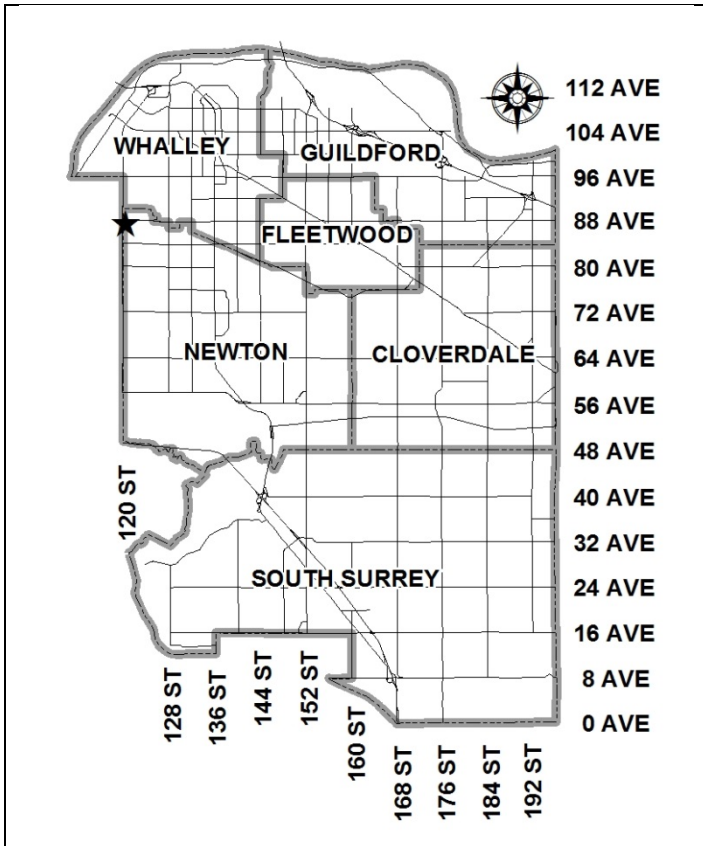 112 AVE
104 AVE
WHALLEY
GUILDFORD
96 AVE
88 AVE
FLEETWOOD
80 AVE
72 AVE
NEWTON
CLOVERDALE
64 AVE
56 AVE
48 AVE
120 ST
40 AVE
32 AVE
SOUTH SURREY
24 AVE
16 AVE
128 ST
136 ST
144 ST
152 ST
160 ST
168 ST
176 ST
184 ST
192 ST
8 AVE
0 AVE